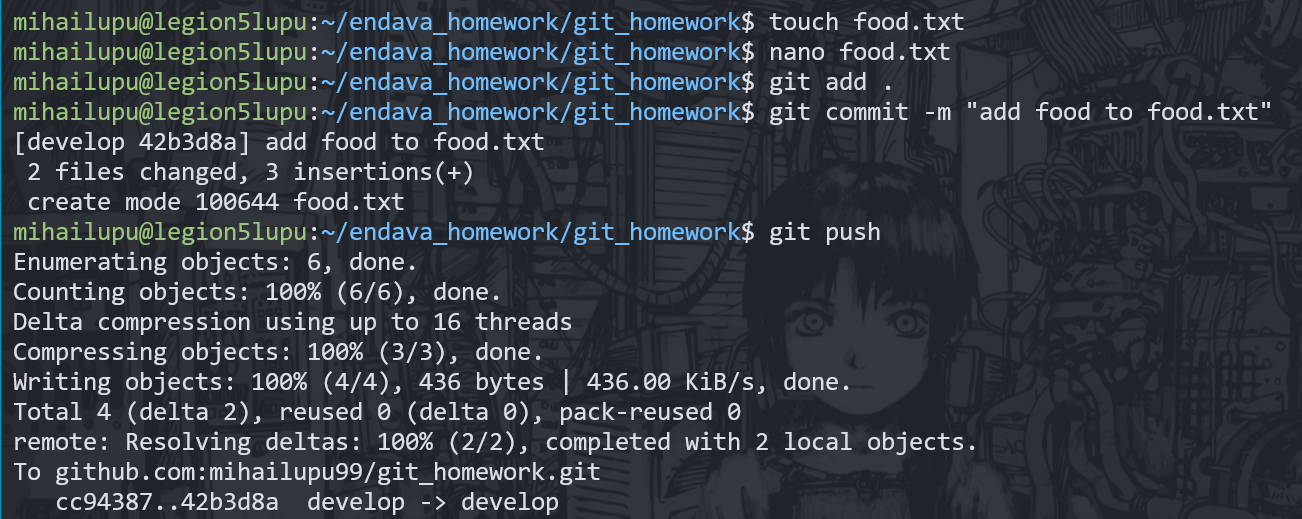 mihailupu@legion5lupu:~/endava_homework/git_homework$ touch food.txt
mihailupu@legion5lupu:~/endava_homework/git_homework$ nano food.txt
mihailupu@legion5lupu:~/endava_homework/git_homework$ git add .
mihailupu@legion5lupu:~/endava_homework/git_homework$ git commit -m "add food to food.txt"
[develop 42b3d8a] add food to food.txt
 2 files changed, 3 insertions(+)
 create mode 100644 food.txt
mihailupu@legion5lupu:~/endava_homework/git_homework$ git push
Enumerating objects: 6, done.
Counting objects: 100% (6/6), done.
Delta compression using up to 16 threads
Compressing objects: 100% (3/3), done.
Writing objects: 100% (4/4), 436 bytes | 436.00 KiB/s, done.
Total 4 (delta 2), reused 0 (delta 0), pack-reused 0
remote: Resolving deltas: 100% (2/2), completed with 2 local objects.
To github.com:mihailupu99/git_homework.git
   cc94387..42b3d8a  develop -> develop